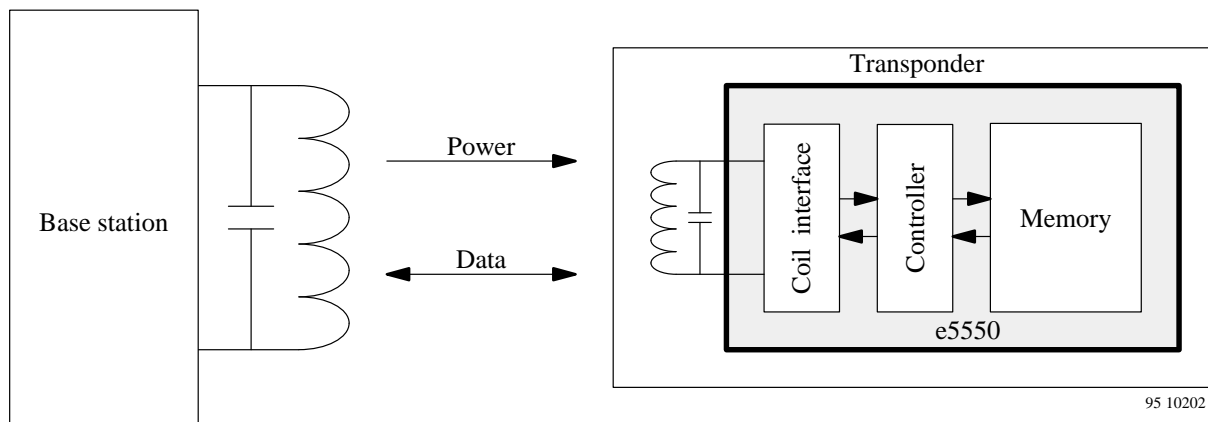 Base station
Power
Data
Transponder
Coil interface
Controller
Memory
e5550
95 10202